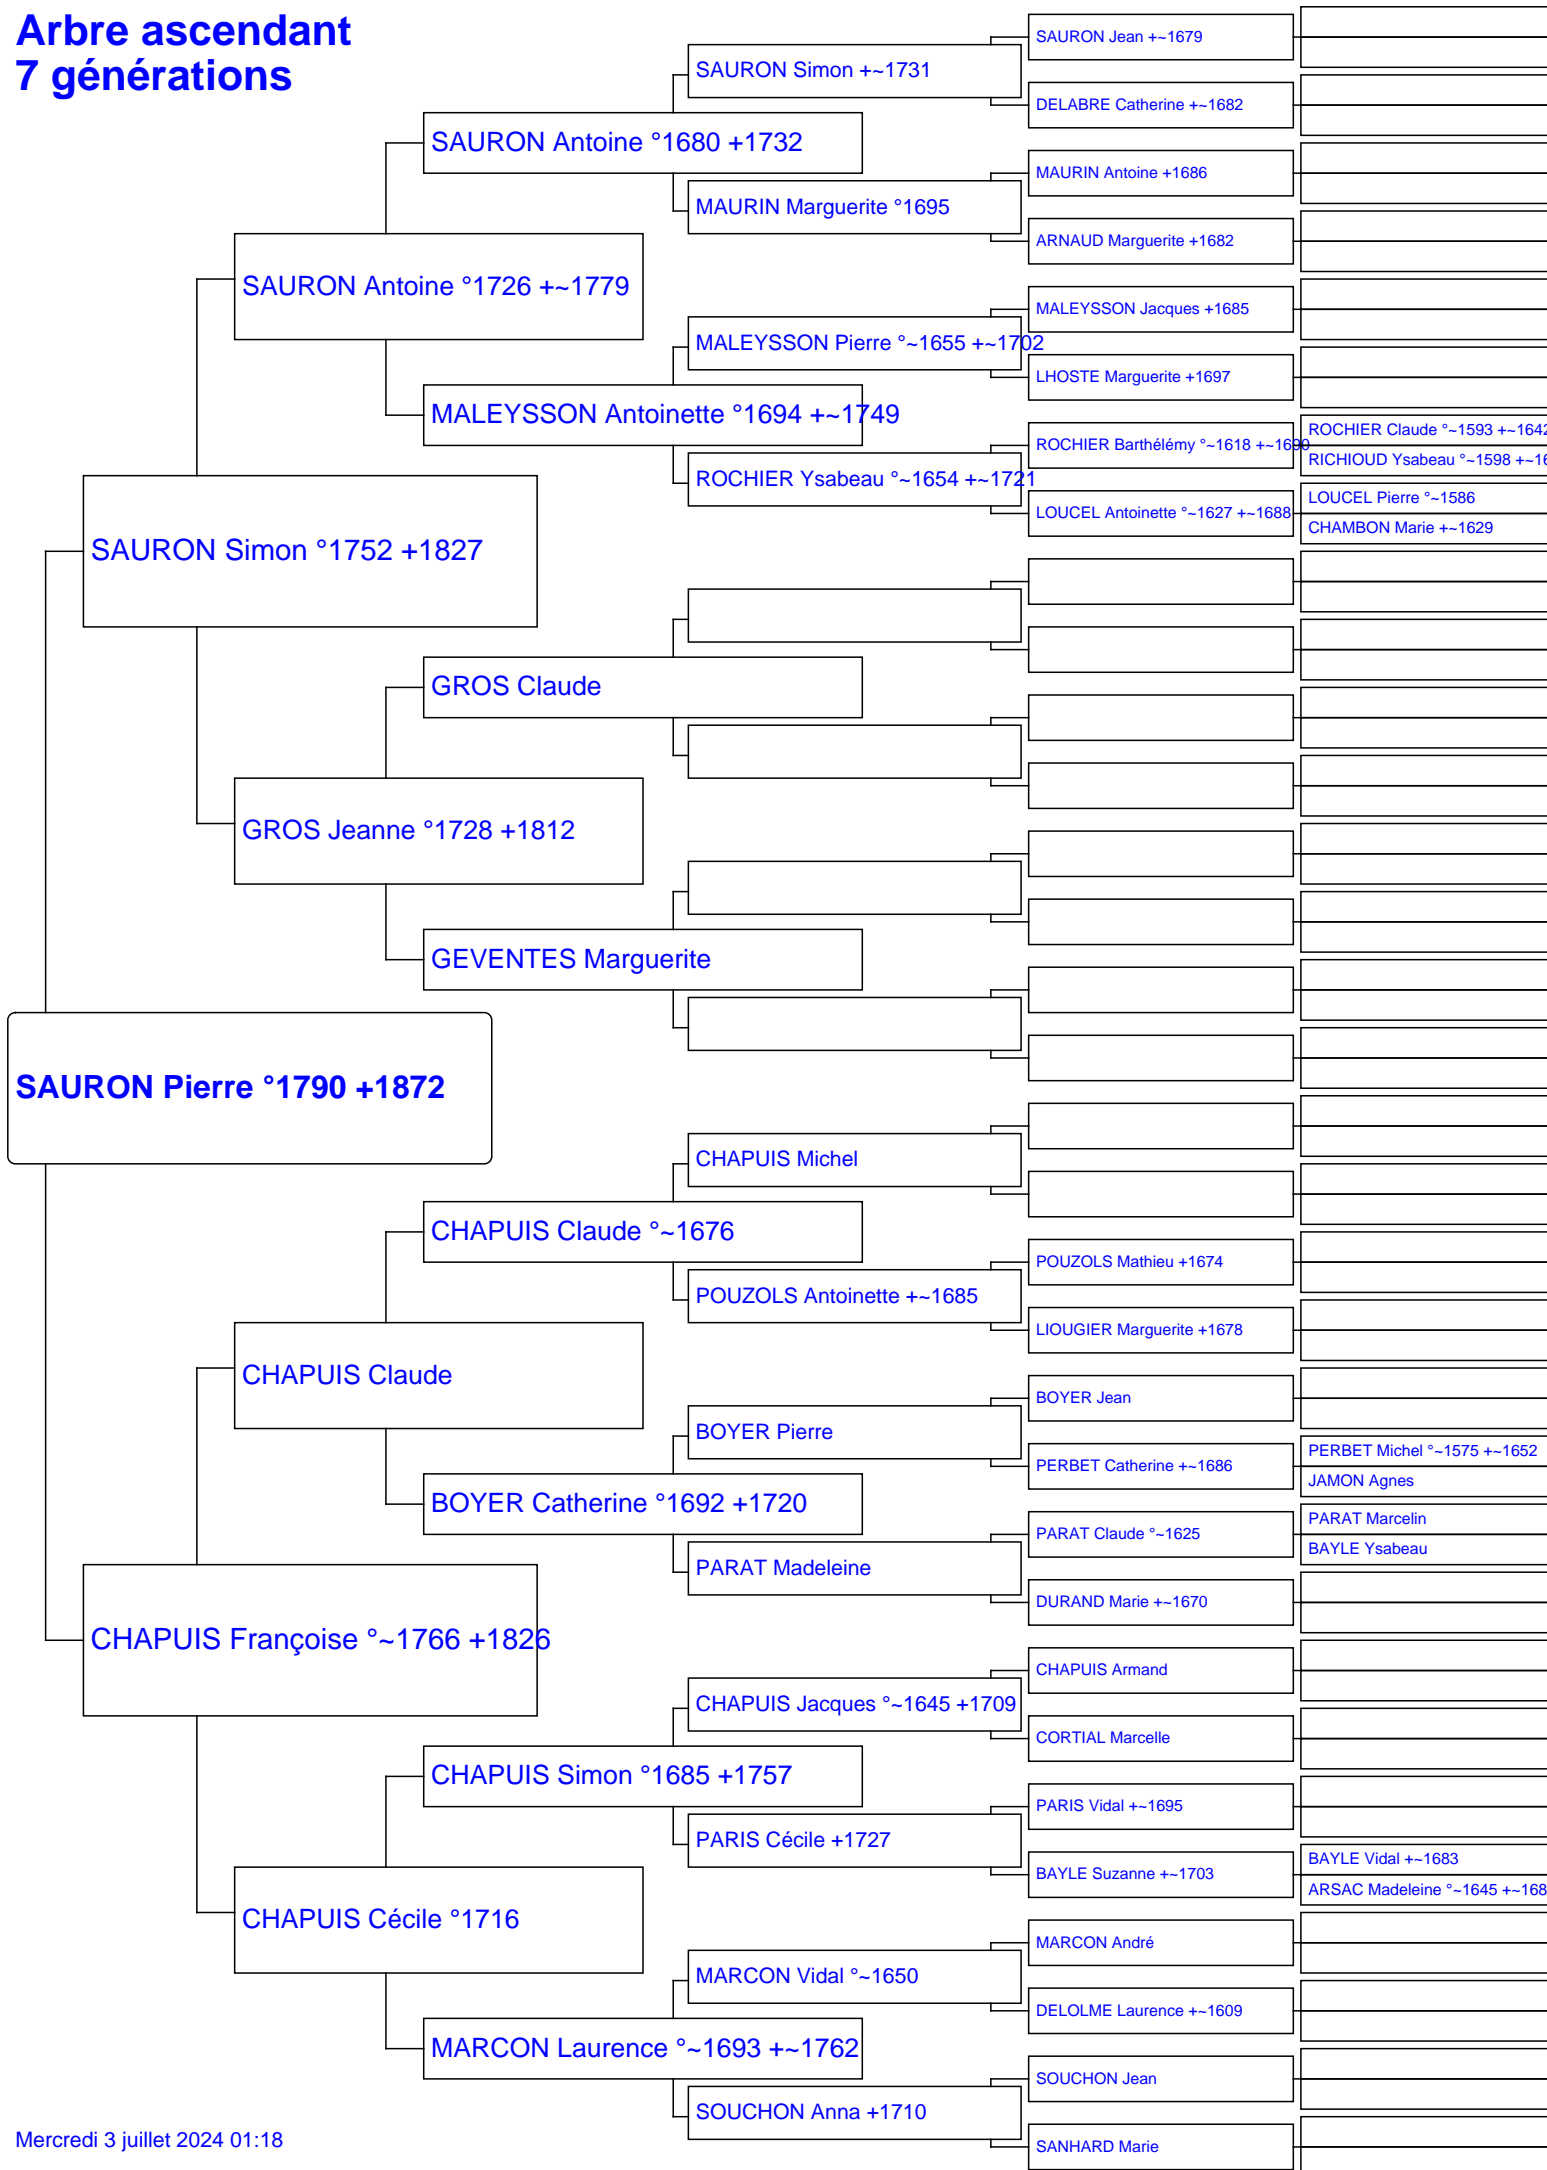 Arbre ascendant
7 générations
SAURON Pierre °1790 +1872
SAURON Simon °1752 +1827
CHAPUIS Françoise °~1766 +1826
SAURON Antoine °1726 +~1779
GROS Jeanne °1728 +1812
CHAPUIS Claude
CHAPUIS Cécile °1716
SAURON Antoine °1680 +1732
MALEYSSON Antoinette °1694 +~1749
GROS Claude
GEVENTES Marguerite
CHAPUIS Claude °~1676
BOYER Catherine °1692 +1720
CHAPUIS Simon °1685 +1757
MARCON Laurence °~1693 +~1762
SAURON Simon +~1731
MAURIN Marguerite °1695
MALEYSSON Pierre °~1655 +~1702
ROCHIER Ysabeau °~1654 +~1721
CHAPUIS Michel
POUZOLS Antoinette +~1685
BOYER Pierre
PARAT Madeleine
CHAPUIS Jacques °~1645 +1709
PARIS Cécile +1727
MARCON Vidal °~1650
SOUCHON Anna +1710
SAURON Jean +~1679
DELABRE Catherine +~1682
MAURIN Antoine +1686
ARNAUD Marguerite +1682
MALEYSSON Jacques +1685
LHOSTE Marguerite +1697
ROCHIER Barthélémy °~1618 +~1690
LOUCEL Antoinette °~1627 +~1688
POUZOLS Mathieu +1674
LIOUGIER Marguerite +1678
BOYER Jean
PERBET Catherine +~1686
PARAT Claude °~1625
DURAND Marie +~1670
CHAPUIS Armand
CORTIAL Marcelle
PARIS Vidal +~1695
BAYLE Suzanne +~1703
MARCON André
DELOLME Laurence +~1609
SOUCHON Jean
SANHARD Marie
ROCHIER Claude °~1593 +~1642
RICHIOUD Ysabeau °~1598 +~16
LOUCEL Pierre °~1586
CHAMBON Marie +~1629
PERBET Michel °~1575 +~1652
JAMON Agnes
PARAT Marcelin
BAYLE Ysabeau
BAYLE Vidal +~1683
ARSAC Madeleine °~1645 +~168
Mercredi 3 juillet 2024 01:18